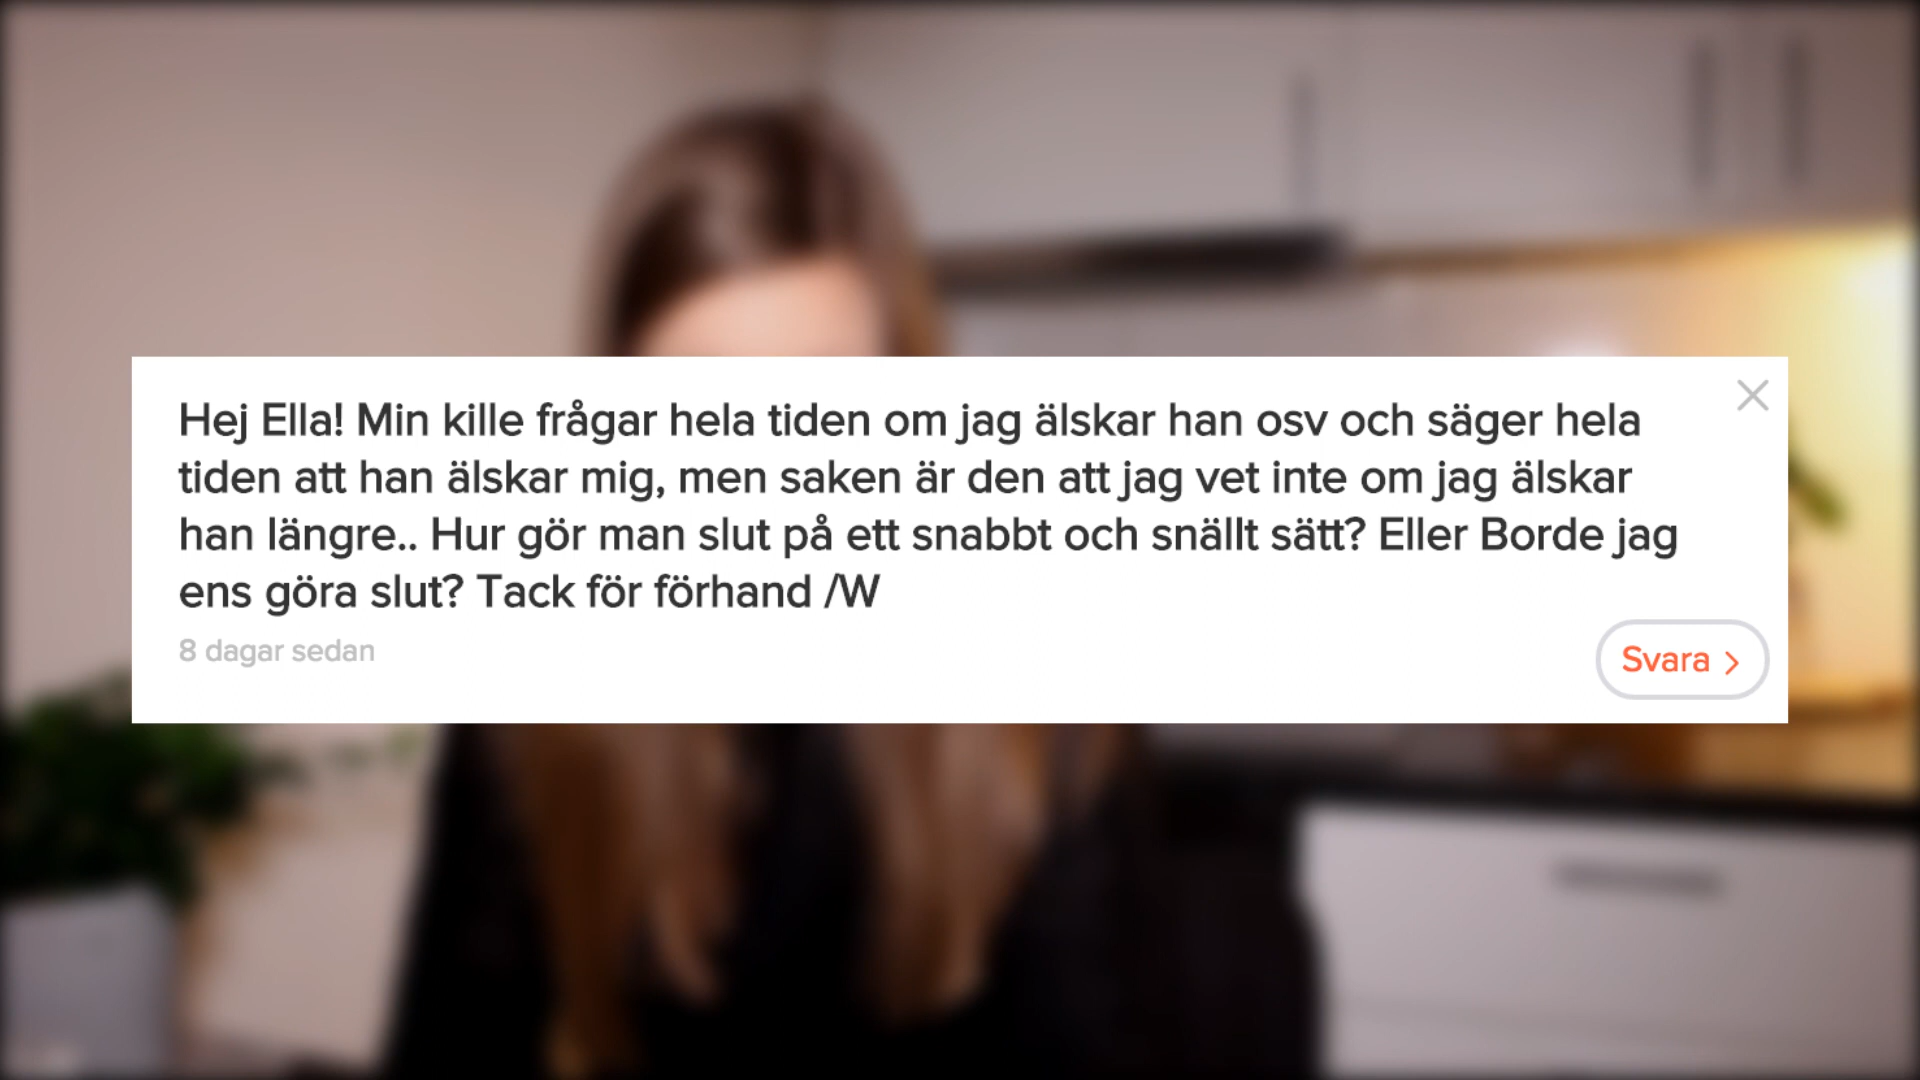 Hej Ella! Min kille frågar hela tiden om jag älskar han osv och säger hela
tiden att han älskar mig, men saken är den att jag vet inte om jag älskar
han längre.. Hur gör man slut på ett snabbt och snällt sätt? Eller Borde jag
ens göra slut? Tack för förhand /W
8 dagar sedan
Svara >